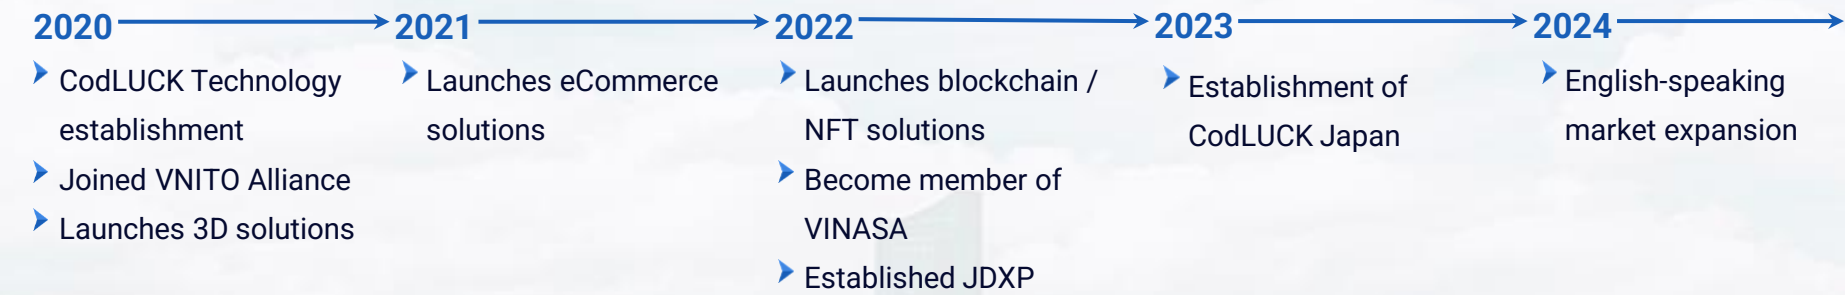 2020
CodLUCK Technology
establishment
Joined VNITO Alliance
Launches 3D solutions
2021
Launches eCommerce
solutions
2022
Launches blockchain /
NFT solutions
Become member of
VINASA
Established JDXP
2023
Establishment of
CodLUCK Japan
2024
English-speaking
market expansion